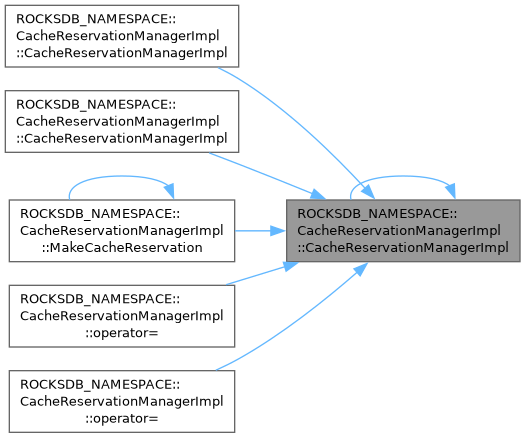 ROCKSDB_NAMESPACE::
CacheReservationManagerImpl
::CacheReservationManagerImpl
ROCKSDB_NAMESPACE::
CacheReservationManagerImpl
::CacheReservationManagerImpl
ROCKSDB_NAMESPACE::
CacheReservationManagerImpl
::MakeCacheReservation
ROCKSDB_NAMESPACE::
CacheReservationManagerImpl
::CacheReservationManagerImpl
ROCKSDB_NAMESPACE::
CacheReservationManagerImpl
::operator=
ROCKSDB_NAMESPACE::
CacheReservationManagerImpl
::operator=